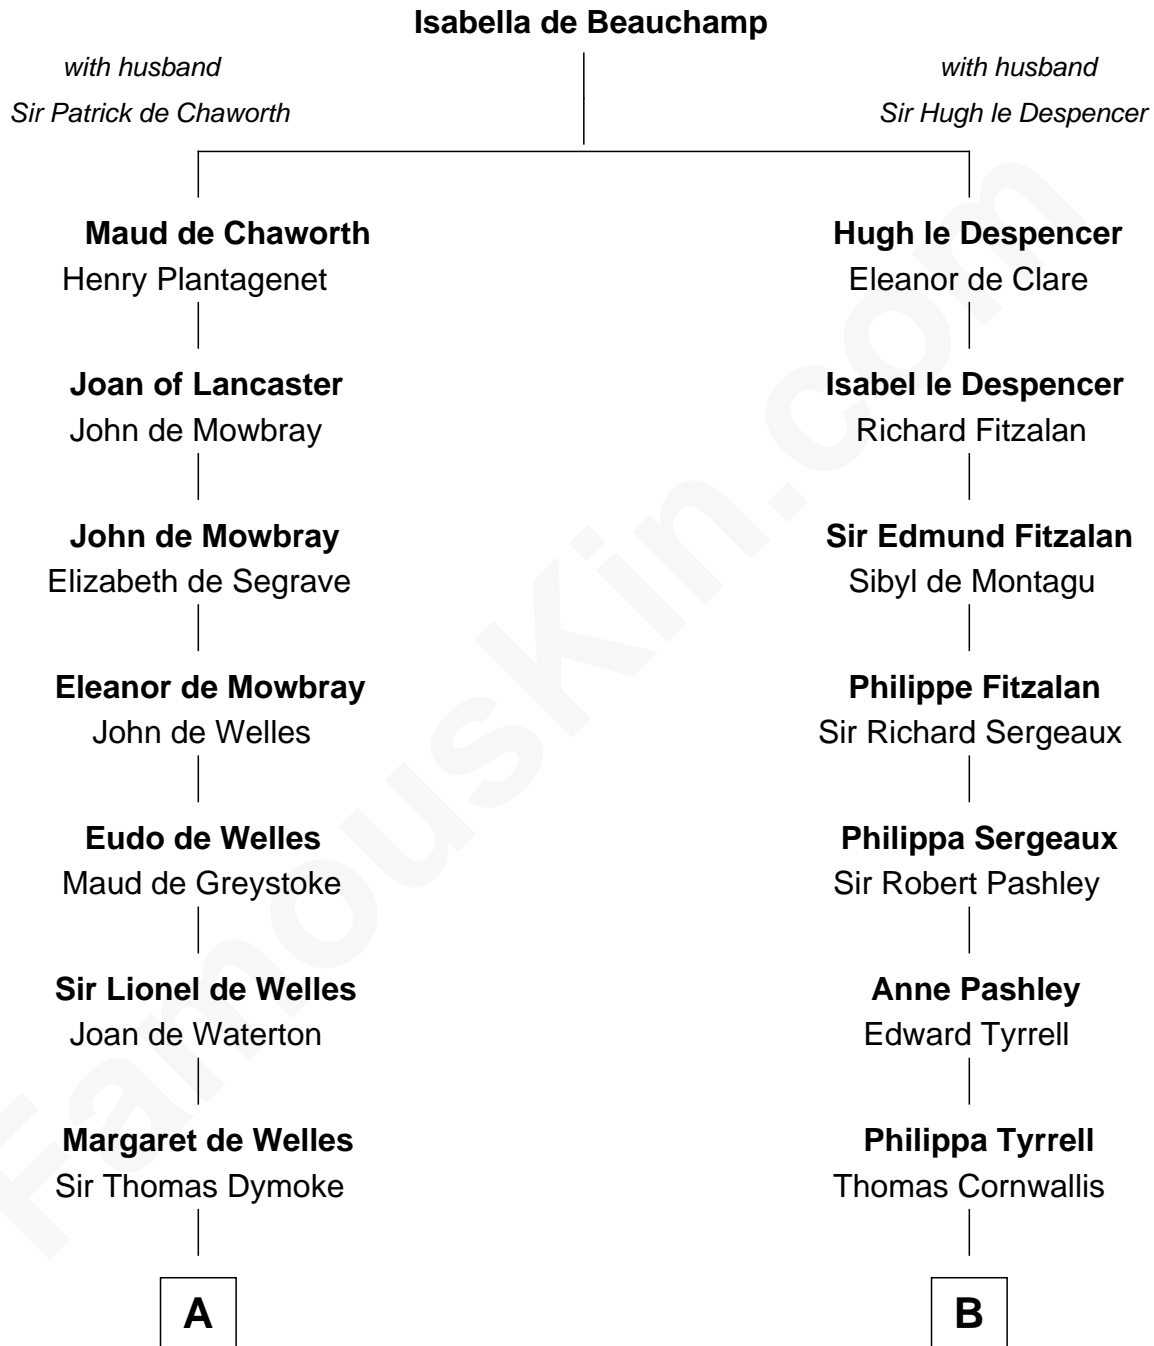 Isabella de Beauchamp
with husband
Sir Patrick de Chaworth
with husband
Sir Hugh le Despencer
Maud de Chaworth
Henry Plantagenet
Hugh le Despencer
Eleanor de Clare
Joan of Lancaster
John de Mowbray
Isabel le Despencer
Richard Fitzalan
John de Mowbray
Elizabeth de Segrave
Sir Edmund Fitzalan
Sibyl de Montagu
Eleanor de Mowbray
John de Welles
Philippe Fitzalan
Sir Richard Sergeaux
Eudo de Welles
Maud de Greystoke
Philippa Sergeaux
Sir Robert Pashley
Sir Lionel de Welles
Joan de Waterton
Anne Pashley
Edward Tyrrell
Margaret de Welles
Sir Thomas Dymoke
Philippa Tyrrell
Thomas Cornwallis
A
B
FamousKin.com